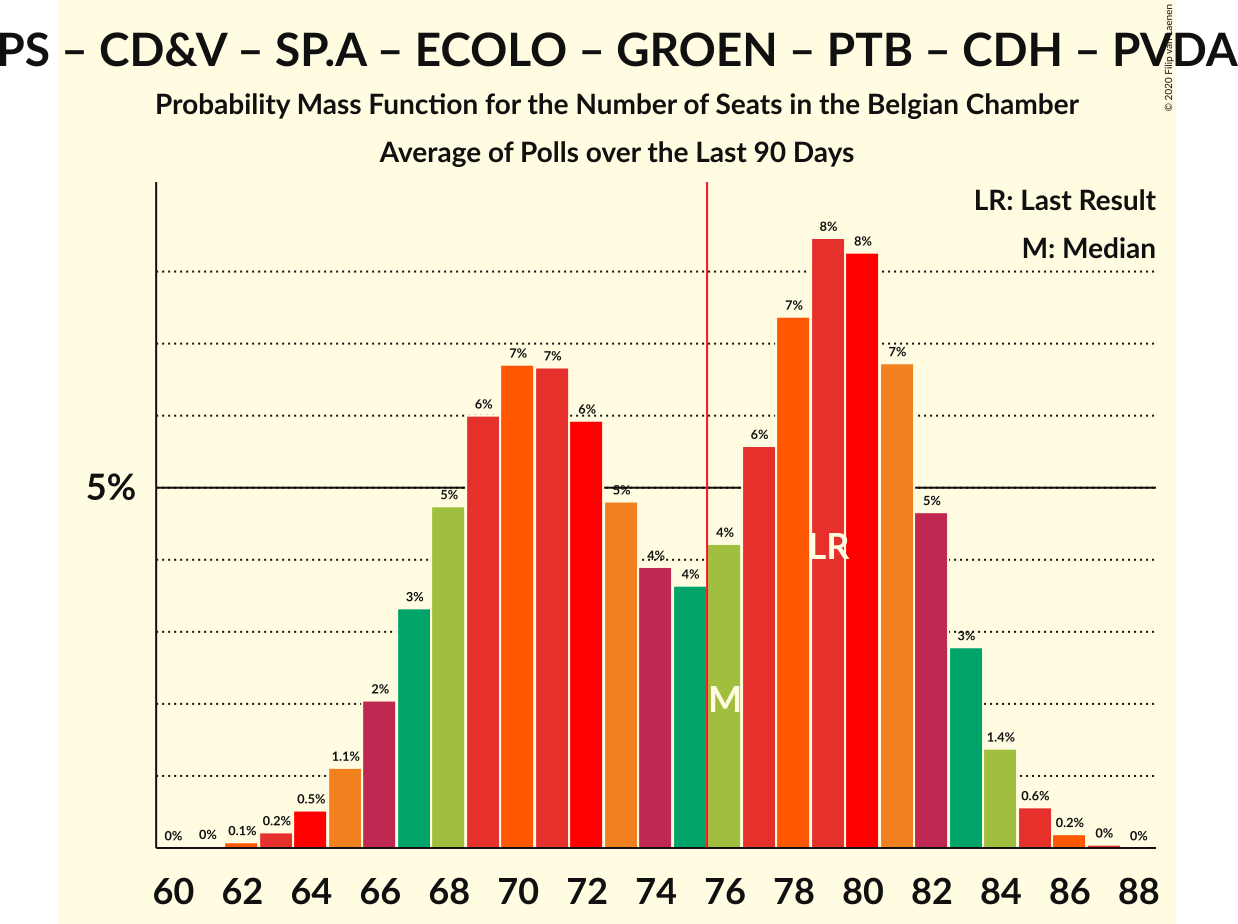 PS – CD&V – SP.A – ECOLO – GROEN – PTB – CDH – PVDA
Probability Mass Function for the Number of Seats in the Belgian Chamber
Average of Polls over the Last 90 Days
© 2020 Filip van Laenen
LR: Last Result
M: Median
5%
0% 0% 0.1% 0.2% 0.5% 1.1% 2% 3% 5% 6% 7% 7% 6% 5% 4% 4% 4% 6% 7% 8% 8% 7% 5% 3% 1.4% 0.6% 0.2% 0% 0%
LR
M
60 62 64 66 68 70 72 74 76 78 80 82 84 86 88